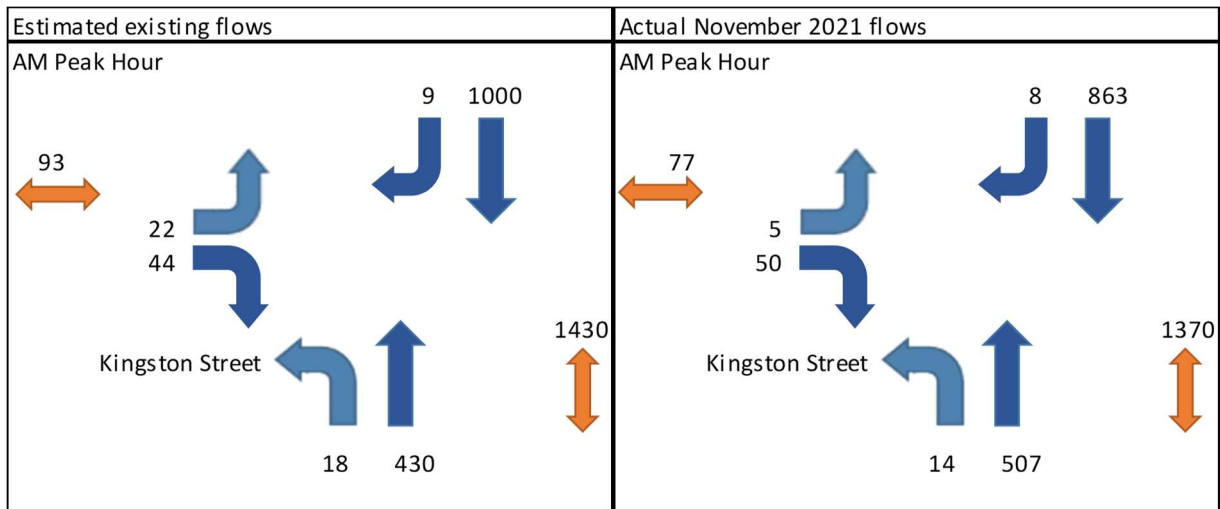 Estimated existing flows
AM Peak Hour
9 1000
93
22
44
1430
Kingston Street
18 430
Actual November 2021 flows
AM Peak Hour
8 863
77
5
50
1370
Kingston Street
14 507